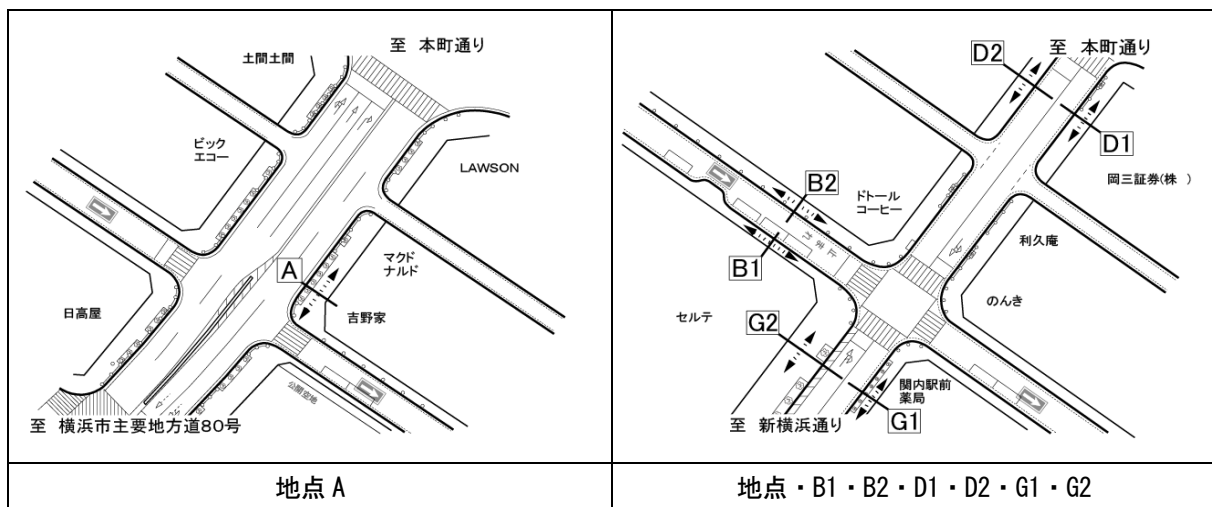 至 本町通り
土間土間
ビック
エコー
LAWSON
マクド
ナルド
A
吉野家
日高屋
公開空地
至 横浜市主要地方道80号
地点 A
D2
至 本町通り
D1
岡三証券(株 )
B2
ドトール
コーヒー
利久庵
B1
のんき
セルテ
G2
関内駅前
薬局
至 新横浜通り
G1
地点・B1・B2・D1・D2・G1・G2